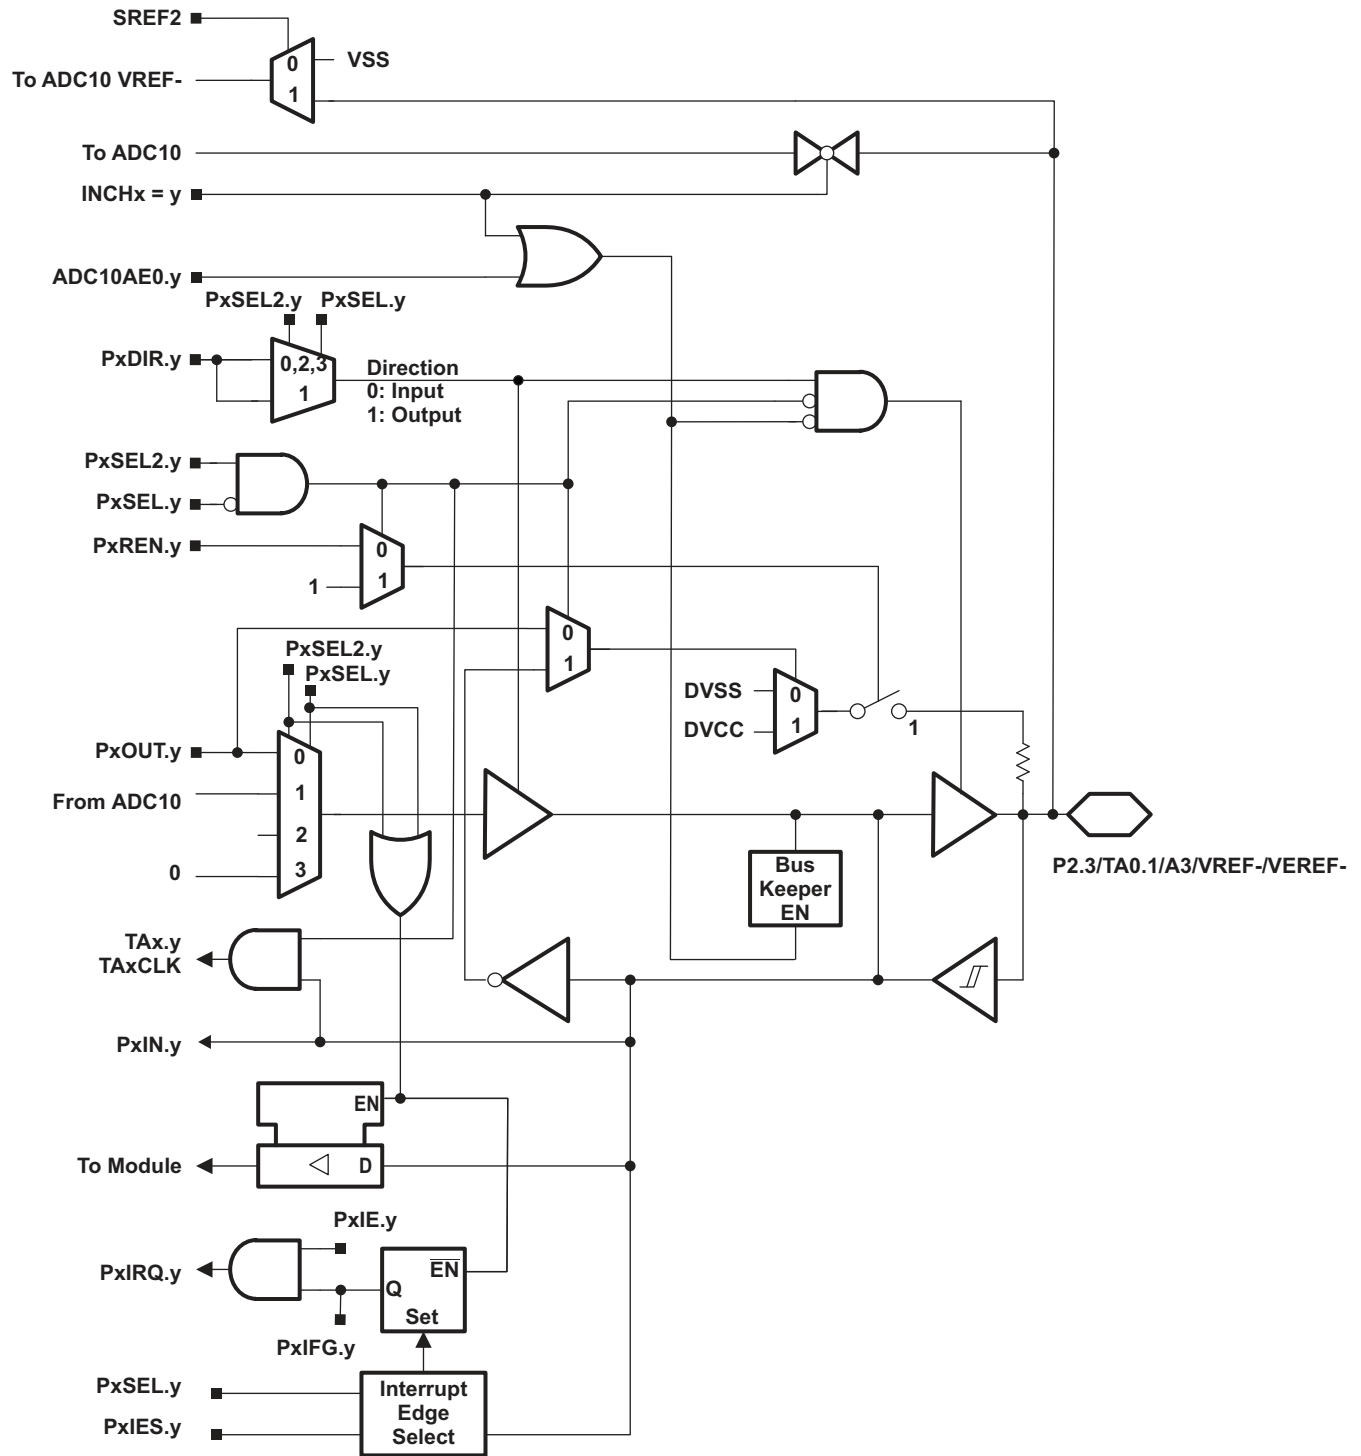 SREF2
0
VSS
To ADC10 VREF-
1
To ADC10
INCHx = y
ADC10AE0.y
PxSEL2.y
PxSEL.y
PxDIR.y
0,2,3
1
Direction
0: Input
1: Output
PxSEL2.y
PxSEL.y
PxREN.y
0
1
1
0
1
PxSEL2.y
PxSEL.y
DVSS
0
DVCC
1
1
PxOUT.y
0
From ADC10
1
2
0
3
Bus
Keeper
EN
P2.3/TA0.1/A3/VREF-/VEREF-
TAx.y
TAxCLK
PxIN.y
EN
To Module
D
PxIE.y
PxIRQ.y
EN
Q
Set
PxIFG.y
PxSEL.y
PxIES.y
Interrupt
Edge
Select